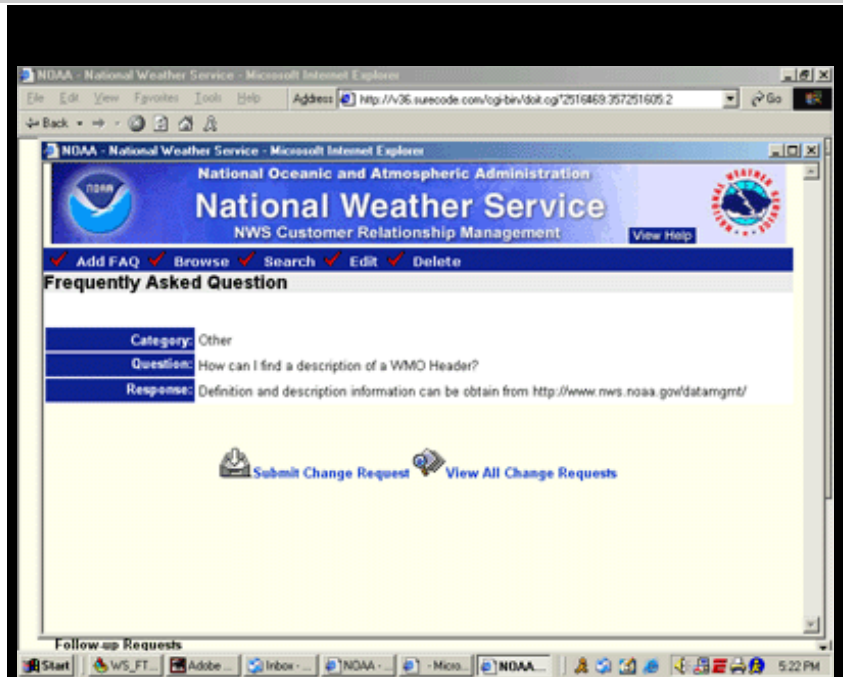 NOAA - National Weather Service - Microsoft Internet Explorer
File Edit View Favorites Tools Help Address http://v36.surecode.com/cgi-bin/doit.cgi?2516469:357251605:2 Go
Back
NOAA - National Weather Service - Microsoft Internet Explorer
National Oceanic and Atmospheric Administration
NOAA
National Weather Service
NWS Customer Relationship Management
View Help
Add FAQ Browse Search Edit Delete
Frequently Asked Question
Category: Other
Question: How can I find a description of a WMO Header?
Response: Definition and description information can be obtain from http://www.nws.noaa.gov/datamgmt/
Submit Change Request View All Change Requests
Follow-up Requests
Start WS_FT... Adobe ... Inbox - ... NOAA - ... - Micro... NOAA... 5:22 PM